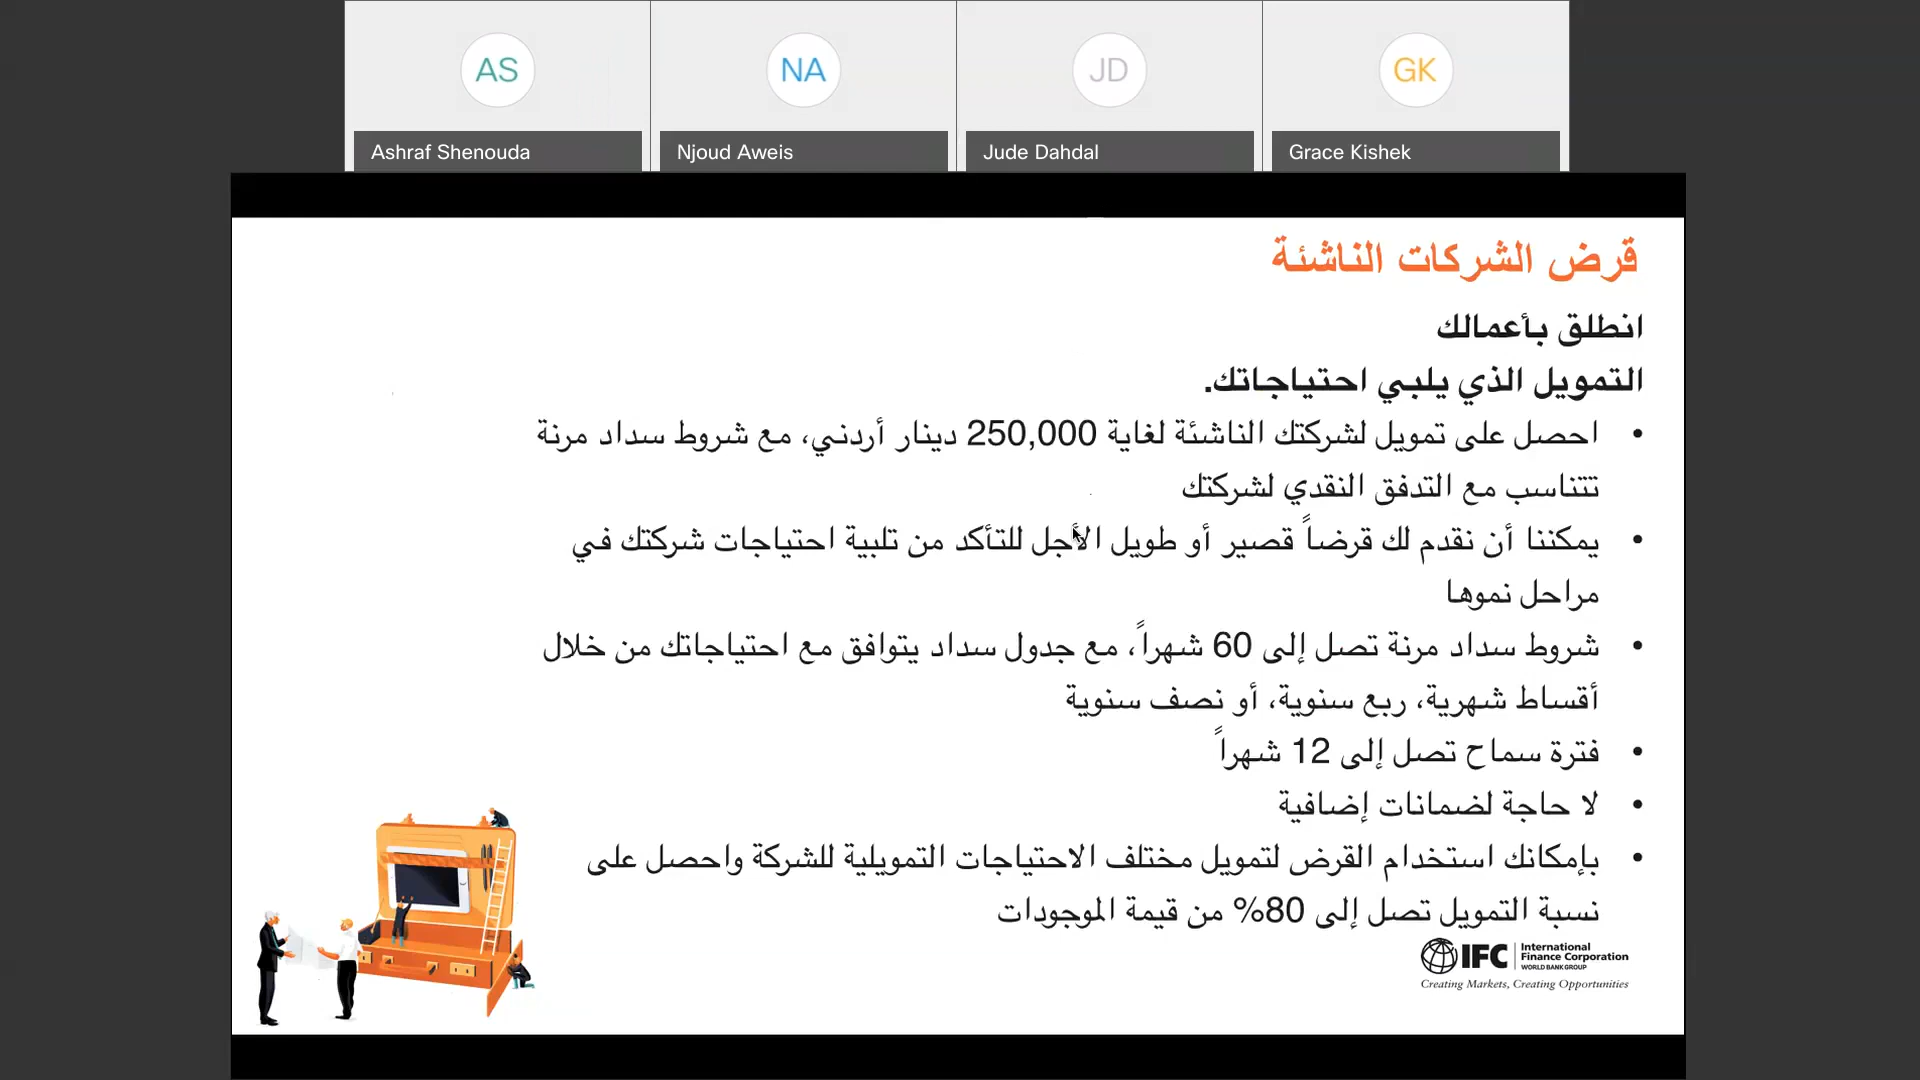 AS
NA
JD
GK
Ashraf Shenouda
Njoud Aweis
Jude Dahdal
Grace Kishek
قرض الشركات الناشئة
انطلق بأعمالك
التمويل الذي يلبي احتياجاتك.
• احصل على تمويل لشركتك الناشئة لغاية 250,000 دينار أردني، مع شروط سداد مرنة
تتناسب مع التدفق النقدي لشركتك
• يمكننا أن نقدم لك قرضاً قصير أو طويل الأجل للتأكد من تلبية احتياجات شركتك في
مراحل نموها
• شروط سداد مرنة تصل إلى 60 شهراً، مع جدول سداد يتوافق مع احتياجاتك من خلال
أقساط شهرية، ربع سنوية، أو نصف سنوية
• فترة سماح تصل إلى 12 شهراً
• لا حاجة لضمانات إضافية
• بإمكانك استخدام القرض لتمويل مختلف الاحتياجات التمويلية للشركة واحصل على
نسبة التمويل تصل إلى 80% من قيمة الموجودات
IFC
International
Finance Corporation
WORLD BANK GROUP
Creating Markets, Creating Opportunities